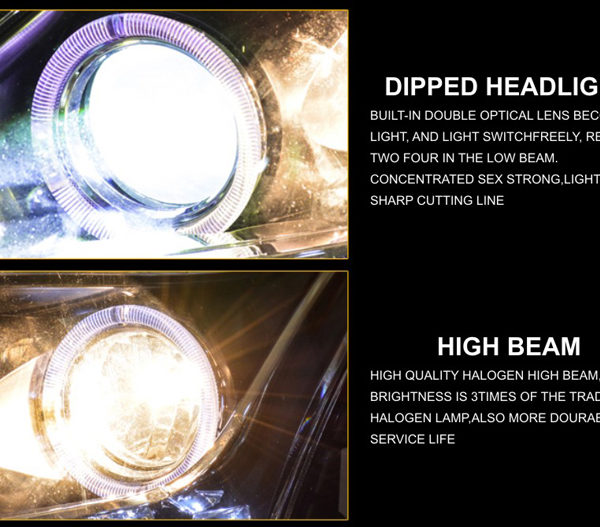 DIPPED HEADLIG
BUILT-IN DOUBLE OPTICAL LENS BEC
LIGHT, AND LIGHT SWITCHFREELY, RE
TWO FOUR IN THE LOW BEAM.
CONCENTRATED SEX STRONG,LIGHT
SHARP CUTTING LINE
HIGH BEAM
HIGH QUALITY HALOGEN HIGH BEAM,
BRIGHTNESS IS 3TIMES OF THE TRAD
HALOGEN LAMP,ALSO MORE DOURAB
SERVICE LIFE